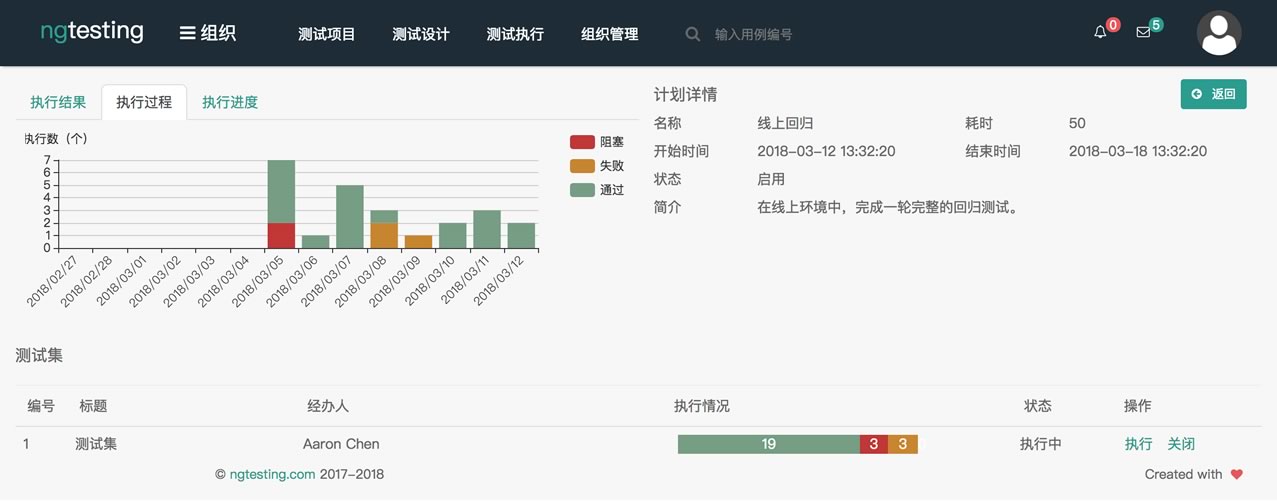 ngtesting 组织 测试项目 测试设计 测试执行 组织管理 输入用例编号 0 5
执行结果 执行过程 执行进度
执行数（个）
7
6
5
4
3
2
1
0
2018/02/27 2018/02/28 2018/03/01 2018/03/02 2018/03/03 2018/03/04 2018/03/05 2018/03/06 2018/03/07 2018/03/08 2018/03/09 2018/03/10 2018/03/11 2018/03/12
阻塞
失败
通过
计划详情 返回
名称 线上回归 耗时 50
开始时间 2018-03-12 13:32:20 结束时间 2018-03-18 13:32:20
状态 启用
简介 在线上环境中，完成一轮完整的回归测试。
测试集
编号 标题 经办人 执行情况 状态 操作
1 测试集 Aaron Chen 19 3 3 执行中 执行 关闭
© ngtesting.com 2017-2018 Created with